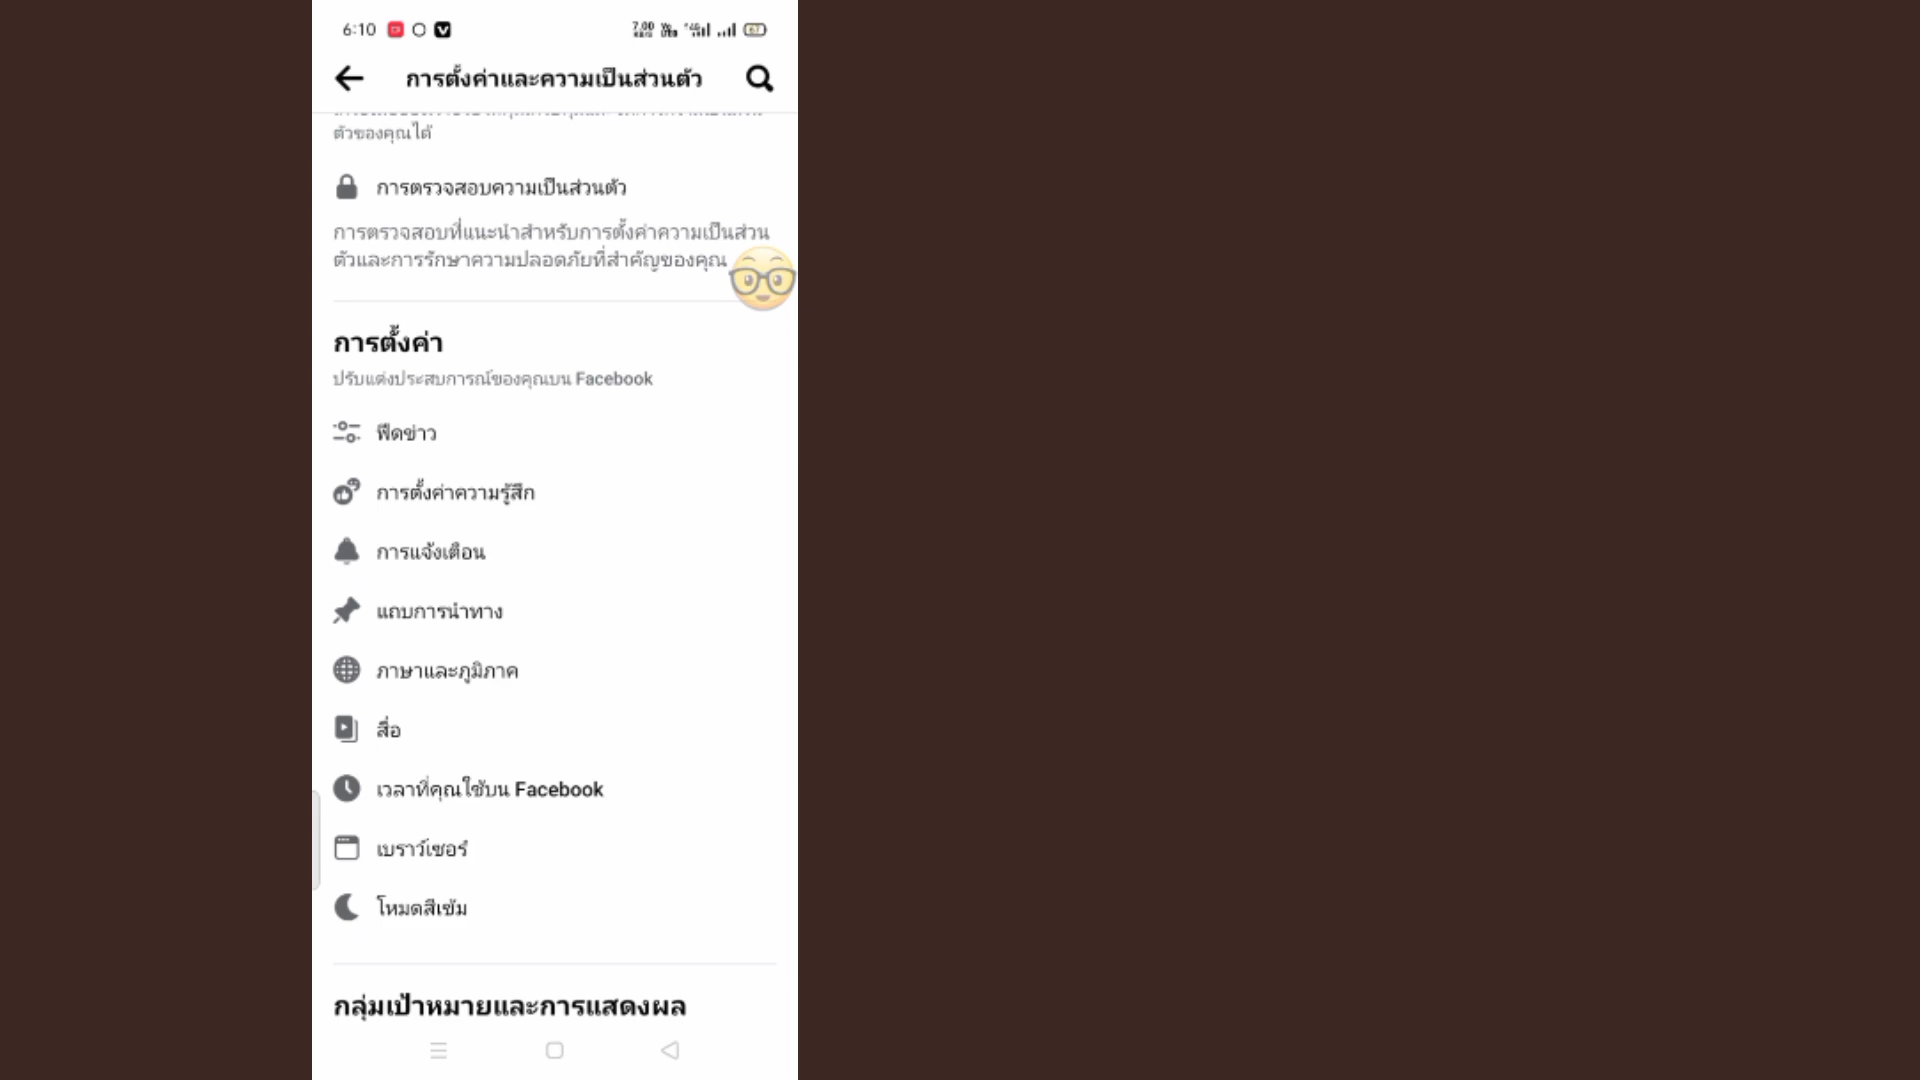 6:10
การตั้งค่าและความเป็นส่วนตัว
ตัวของคุณได้
การตรวจสอบความเป็นส่วนตัว
การตรวจสอบที่แนะนำสำหรับการตั้งค่าความเป็นส่วน
ตัวและการรักษาความปลอดภัยที่สำคัญของคุณ
การตั้งค่า
ปรับแต่งประสบการณ์ของคุณบน Facebook
ฟีดข่าว
การตั้งค่าความรู้สึก
การแจ้งเตือน
แถบการนำทาง
ภาษาและภูมิภาค
สื่อ
เวลาที่คุณใช้บน Facebook
เบราว์เซอร์
โหมดสีเข้ม
กลุ่มเป้าหมายและการแสดงผล